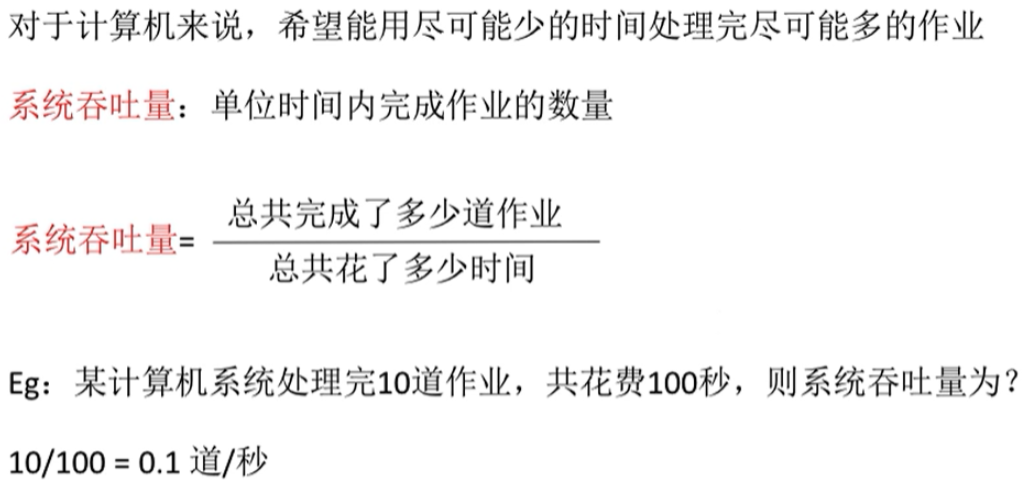 对于计算机来说，希望能用尽可能少的时间处理完尽可能多的作业
系统吞吐量：单位时间内完成作业的数量
系统吞吐量=
总共完成了多少道作业
总共花了多少时间
Eg：某计算机系统处理完10道作业，共花费100秒，则系统吞吐量为？
10/100 = 0.1 道/秒